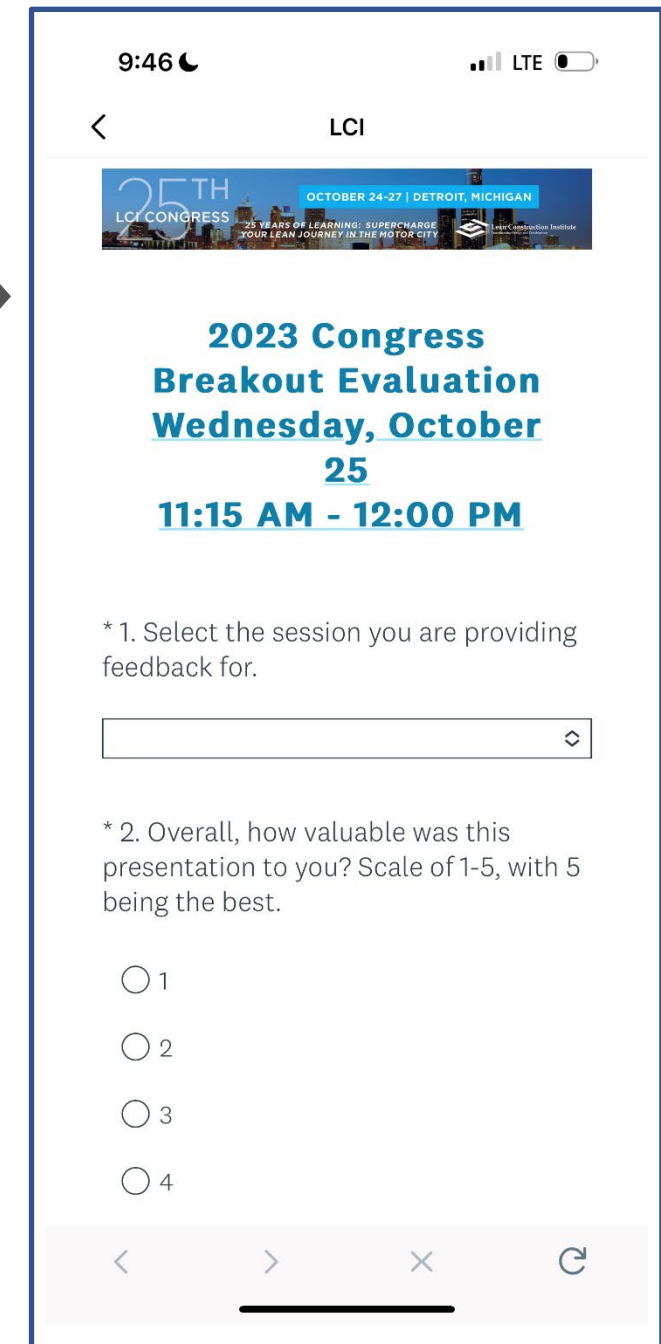 9:46
LTE
LCI
25TH
LCI CONGRESS
OCTOBER 24-27 | DETROIT, MICHIGAN
25 YEARS OF LEARNING: SUPERCHARGE
YOUR LEAN JOURNEY IN THE MOTOR CITY
Lean Construction Institute
2023 Congress
Breakout Evaluation
Wednesday, October
25
11:15 AM - 12:00 PM
* 1. Select the session you are providing
feedback for.
* 2. Overall, how valuable was this
presentation to you? Scale of 1-5, with 5
being the best.
1
2
3
4